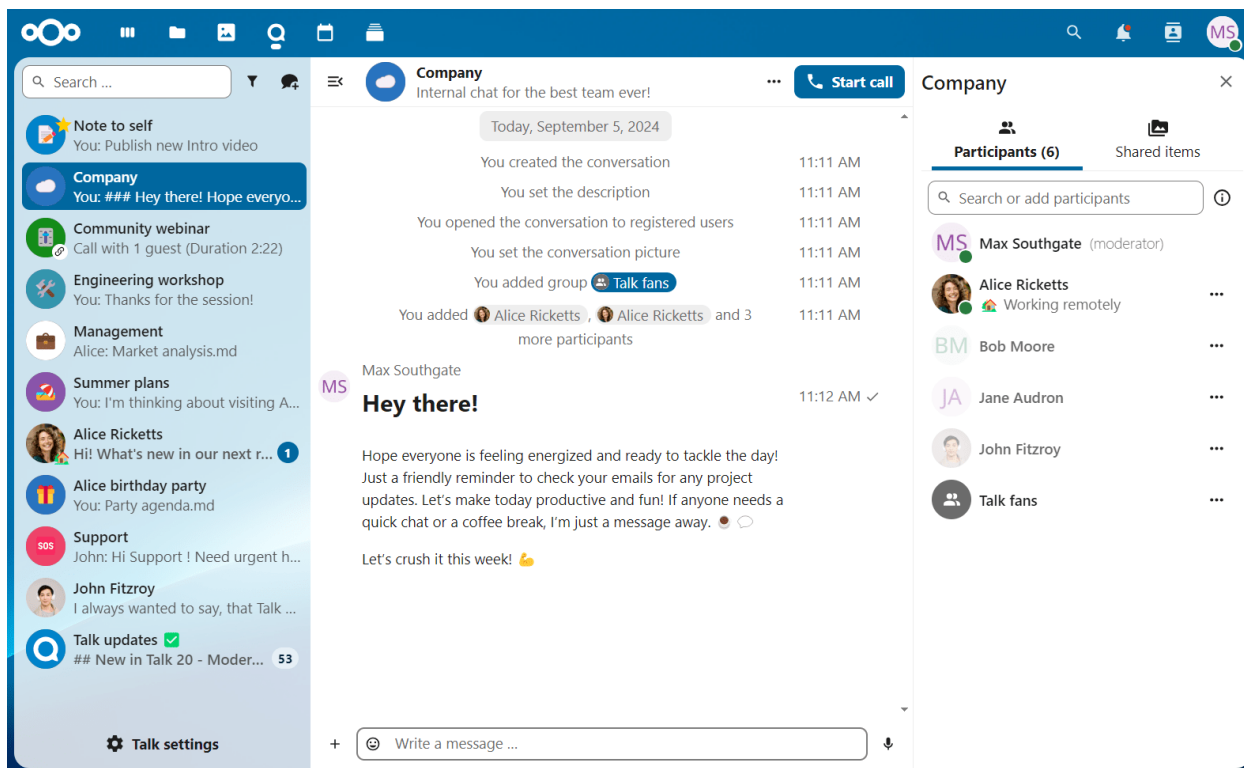 MS
Search ...
Note to self
You: Publish new Intro video
Company
You: ### Hey there! Hope everyo...
Community webinar
Call with 1 guest (Duration 2:22)
Engineering workshop
You: Thanks for the session!
Management
Alice: Market analysis.md
Summer plans
You: I'm thinking about visiting A...
Alice Ricketts
Hi! What's new in our next r... 1
Alice birthday party
You: Party agenda.md
SOS
Support
John: Hi Support ! Need urgent h...
John Fitzroy
I always wanted to say, that Talk ...
Talk updates ✅
## New in Talk 20 - Moder... 53
Talk settings
Company
Internal chat for the best team ever!
Start call
Today, September 5, 2024
You created the conversation 11:11 AM
You set the description 11:11 AM
You opened the conversation to registered users 11:11 AM
You set the conversation picture 11:11 AM
You added group Talk fans 11:11 AM
You added Alice Ricketts , Alice Ricketts and 3 11:11 AM
more participants
Max Southgate
MS
Hey there! 11:12 AM
Hope everyone is feeling energized and ready to tackle the day!
Just a friendly reminder to check your emails for any project
updates. Let's make today productive and fun! If anyone needs a
quick chat or a coffee break, I'm just a message away. ☕ 💬
Let's crush it this week! 💪
Write a message ...
Company
Participants (6)
Shared items
Search or add participants
MS Max Southgate (moderator)
Alice Ricketts
🏡 Working remotely
BM Bob Moore
JA Jane Audron
John Fitzroy
Talk fans